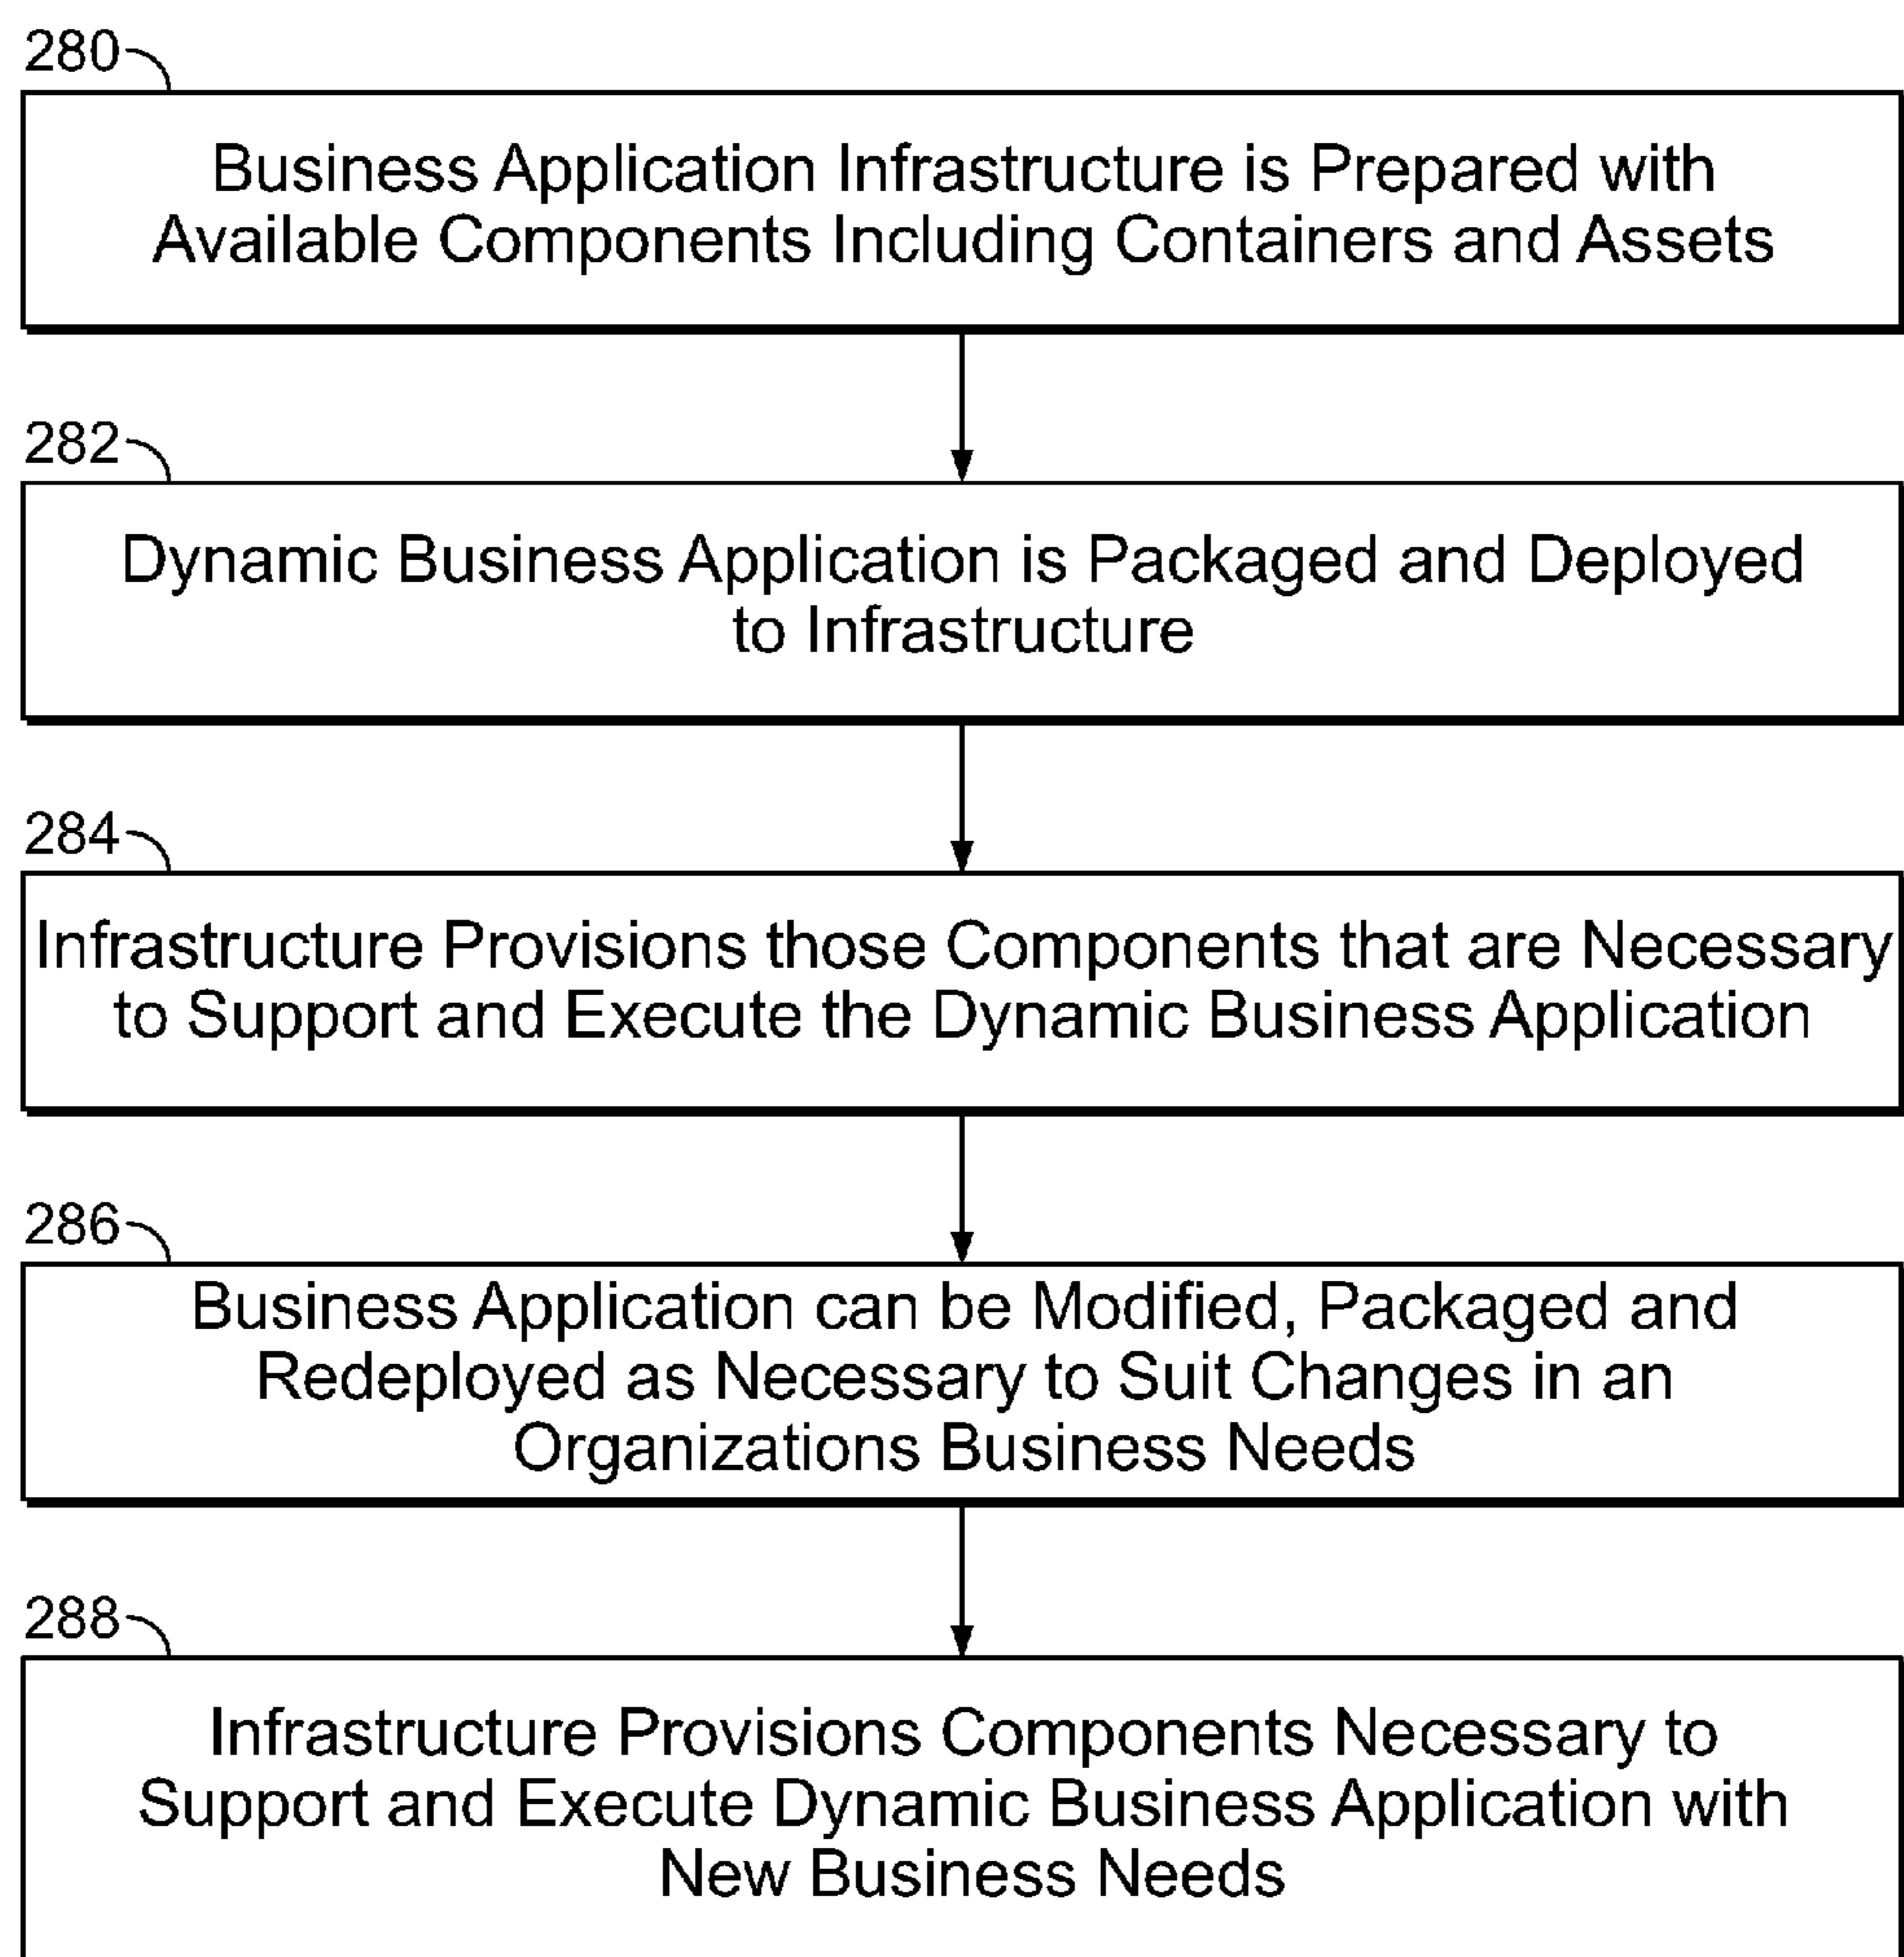 280
Business Application Infrastructure is Prepared with
Available Components Including Containers and Assets
282
Dynamic Business Application is Packaged and Deployed
to Infrastructure
284
Infrastructure Provisions those Components that are Necessary
to Support and Execute the Dynamic Business Application
286
Business Application can be Modified, Packaged and
Redeployed as Necessary to Suit Changes in an
Organizations Business Needs
288
Infrastructure Provisions Components Necessary to
Support and Execute Dynamic Business Application with
New Business Needs